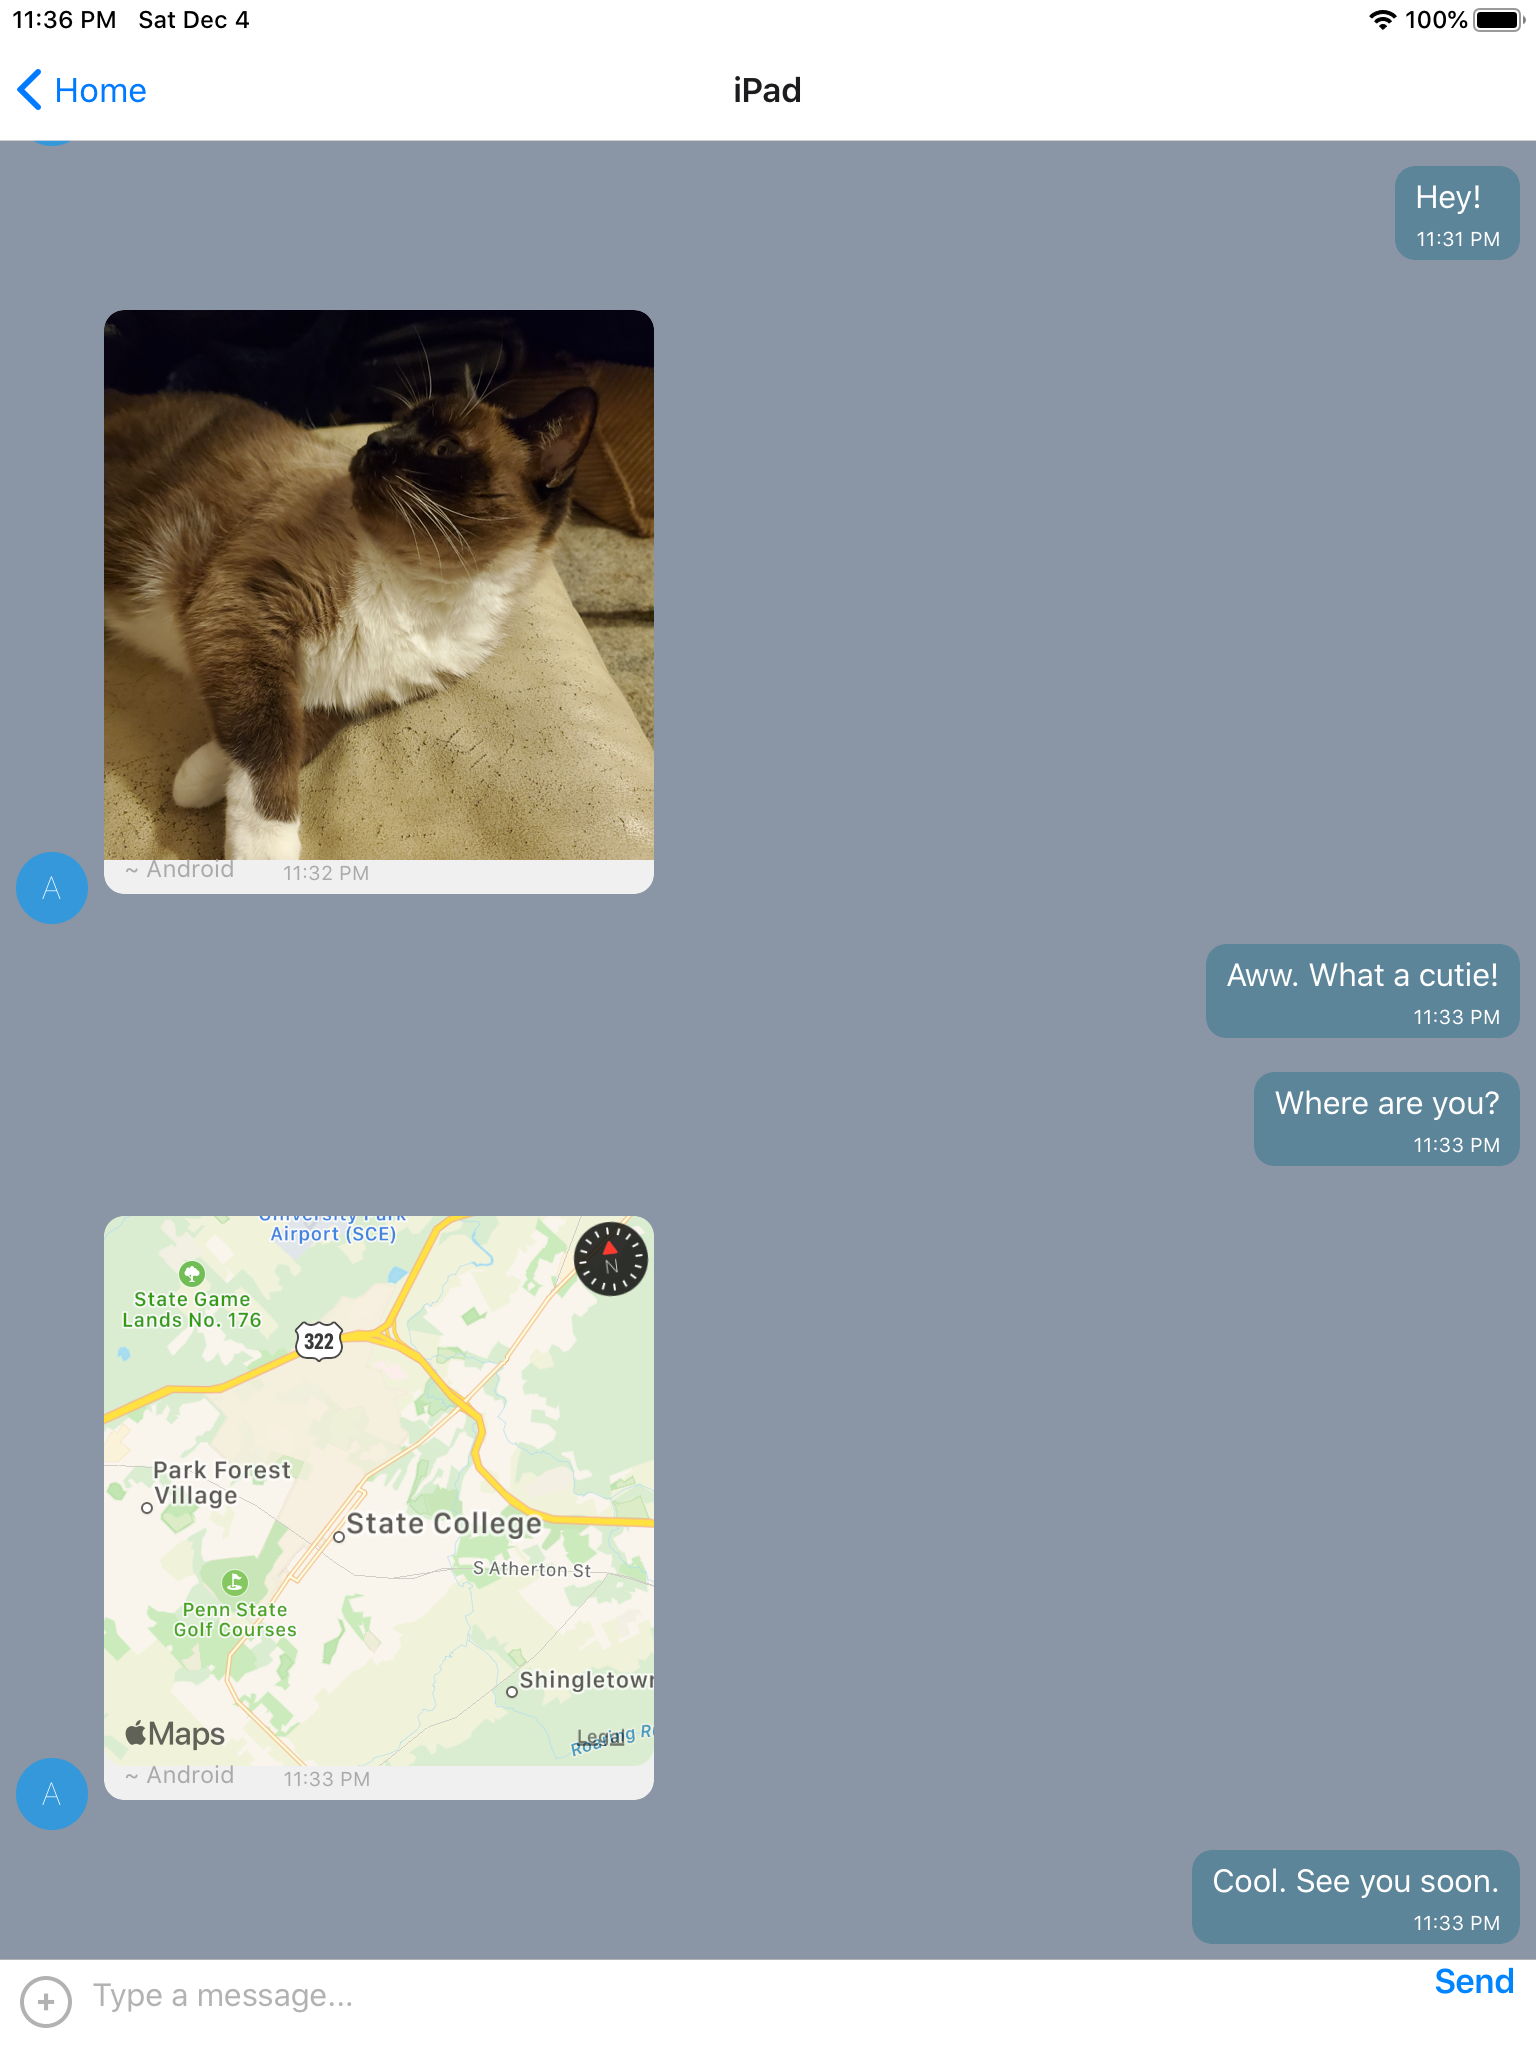 11:36 PM Sat Dec 4 100%
Home iPad
Hey!
11:31 PM
~ Android 11:32 PM
A
Aww. What a cutie!
11:33 PM
Where are you?
11:33 PM
University Park
Airport (SCE)
N
State Game
Lands No. 176
322
Park Forest
Village
State College
S Atherton St
Penn State
Golf Courses
Shingletown
Maps
Legal
Roaring R
~ Android 11:33 PM
A
Cool. See you soon.
11:33 PM
Type a message...
Send